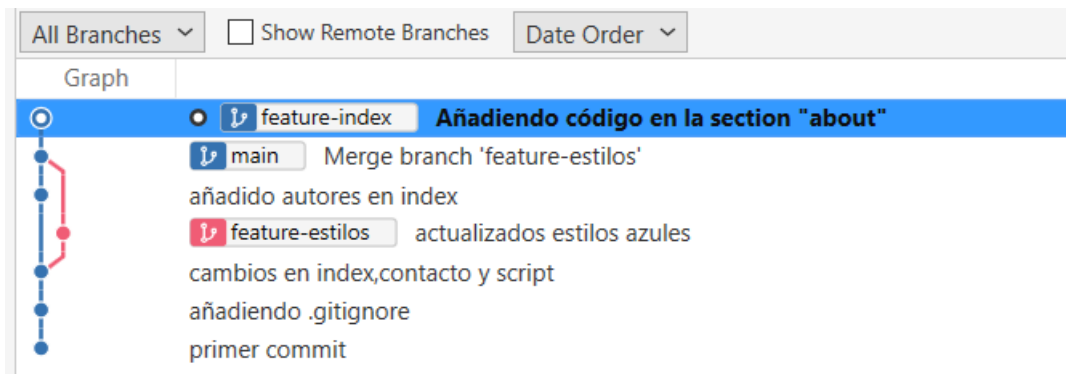 All Branches Show Remote Branches Date Order
Graph
feature-index Añadiendo código en la section "about"
main Merge branch 'feature-estilos'
añadido autores en index
feature-estilos actualizados estilos azules
cambios en index,contacto y script
añadiendo .gitignore
primer commit